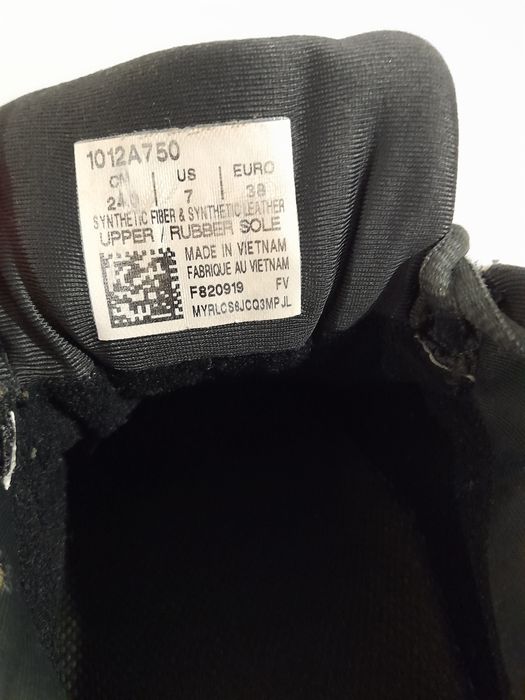 1012A750
CM | US | EURO
7 38
SYNTHETIC FIBER & SYNTHETIC LEATHER
UPPER / RUBBER SOLE
MADE IN VIETNAM
FABRIQUE AU VIETNAM
F820919 FV
MYRLCS6JCQ3MPJL